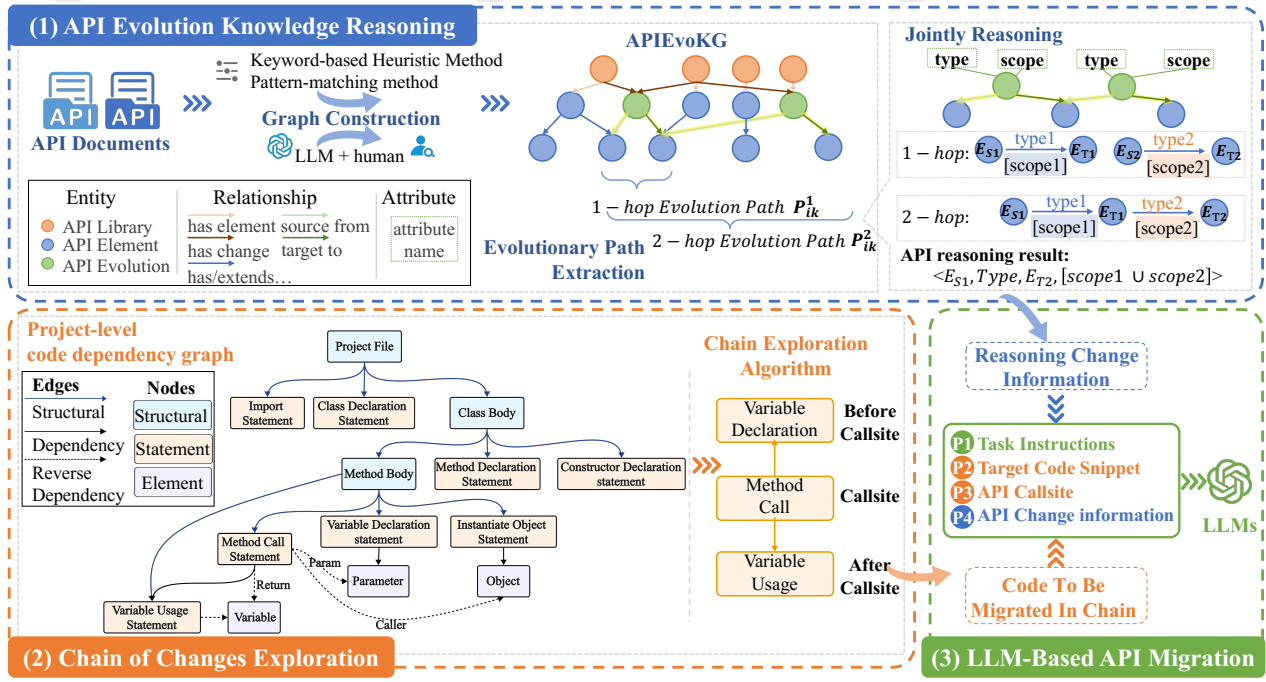 (1) API Evolution Knowledge Reasoning
API
API
API Documents
Keyword-based Heuristic Method
Pattern-matching method
Graph Construction
LLM + human
APIEvoKG
Entity
API Library
API Element
API Evolution
Relationship
has element source from
has change target to
has/extends…
Attribute
attribute
name
Evolutionary Path
Extraction
1 − hop Evolution Path P¹ᵢₖ
2 − hop Evolution Path P²ᵢₖ
Jointly Reasoning
type scope type scope
1 − hop: E_S1 type1 [scope1] E_T1 E_S2 type2 [scope2] E_T2
2 − hop: E_S1 type1 [scope1] E_T1 type2 [scope2] E_T2
API reasoning result:
<E_S1, Type, E_T2, [scope1 ∪ scope2]>
Project-level
code dependency graph
Edges
Structural
Dependency
Reverse
Dependency
Nodes
Structural
Statement
Element
Project File
Import
Statement
Class Declaration
Statement
Class Body
Method Body
Method Declaration
Statement
Constructor Declaration
statement
Method Call
Statement
Variable Declaration
statement
Instantiate Object
Statement
Param
Parameter
Object
Return
Caller
Variable Usage
Statement
Variable
Chain Exploration
Algorithm
Variable
Declaration
Before
Callsite
Method
Call
Callsite
Variable
Usage
After
Callsite
(2) Chain of Changes Exploration
Reasoning Change
Information
P1 Task Instructions
P2 Target Code Snippet
P3 API Callsite
P4 API Change information
LLMs
Code To Be
Migrated In Chain
(3) LLM-Based API Migration